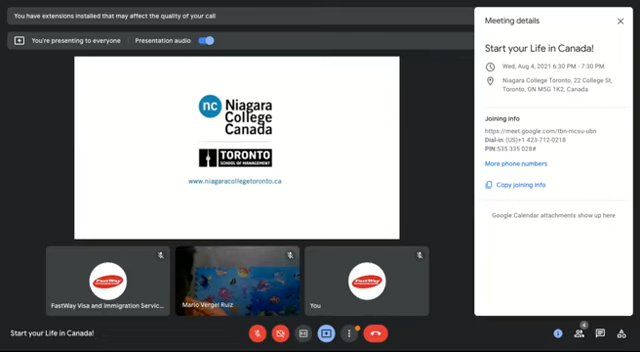 You have extensions installed that may affect the quality of your call
You're presenting to everyone Presentation audio
nc Niagara
College
Canada
TORONTO
SCHOOL OF MANAGEMENT
www.niagaracollegetoronto.ca
FastWay
FastWay Visa and Immigration Servic...
Mario Vergel Ruiz
FastWay
You
Start your Life in Canada!
4
Meeting details
Start your Life in Canada!
Wed, Aug 4, 2021 6:30 PM - 7:30 PM
Niagara College Toronto, 22 College St,
Toronto, ON M5G 1K2, Canada
Joining info
https://meet.google.com/tbn-mcsu-ubn
Dial-in: (US)+1 423-712-0218
PIN: 535 335 028#
More phone numbers
Copy joining info
Google Calendar attachments show up here